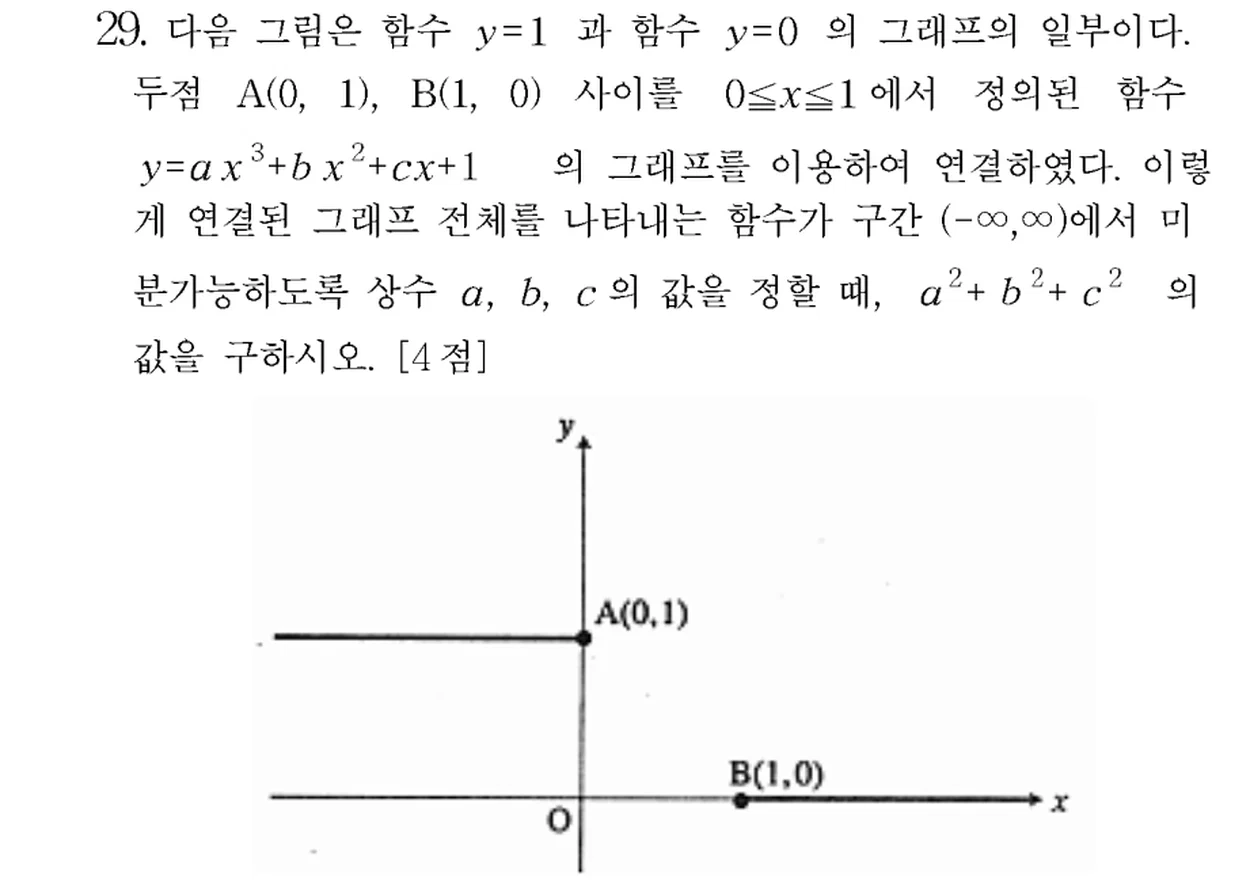 29. 다음 그림은 함수 y=1 과 함수 y=0 의 그래프의 일부이다.
두점 A(0, 1), B(1, 0) 사이를 0≦x≦1 에서 정의된 함수
y=ax³+bx²+cx+1 의 그래프를 이용하여 연결하였다. 이렇
게 연결된 그래프 전체를 나타내는 함수가 구간 (-∞,∞)에서 미
분가능하도록 상수 a, b, c의 값을 정할 때, a²+b²+c² 의
값을 구하시오. [4점]
y
A(0,1)
B(1,0)
O
x